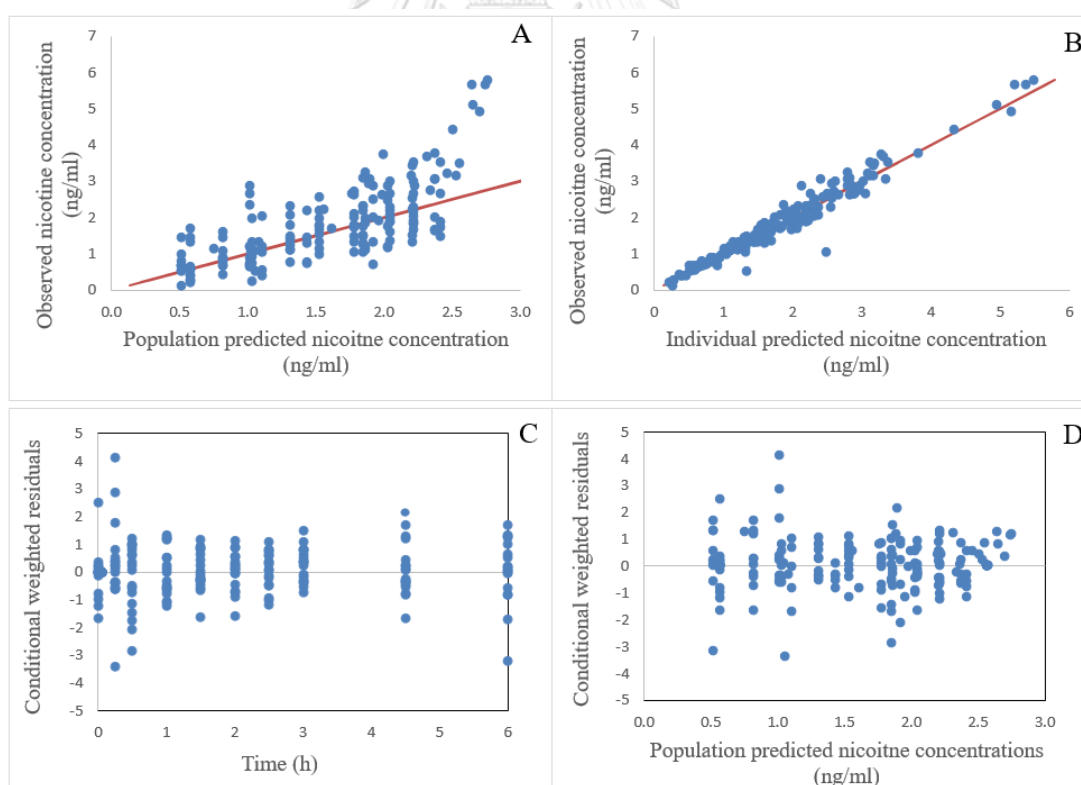 A
7
6
5
4
3
2
1
0
0.0 0.5 1.0 1.5 2.0 2.5 3.0
Observed nicotine concentration
(ng/ml)
Population predicted nicoitne concentration
(ng/ml)
B
7
6
5
4
3
2
1
0
0 1 2 3 4 5 6
Observed nicoitne concentration
(ng/ml)
Individual predicted nicoitne concentration
(ng/ml)
C
5
4
3
2
1
0
-1
-2
-3
-4
-5
0 1 2 3 4 5 6
Conditional weighted residuals
Time (h)
D
5
4
3
2
1
0
-1
-2
-3
-4
-5
0.0 0.5 1.0 1.5 2.0 2.5 3.0
Conditional weighted residuals
Population predicted nicoitne concentrations
(ng/ml)